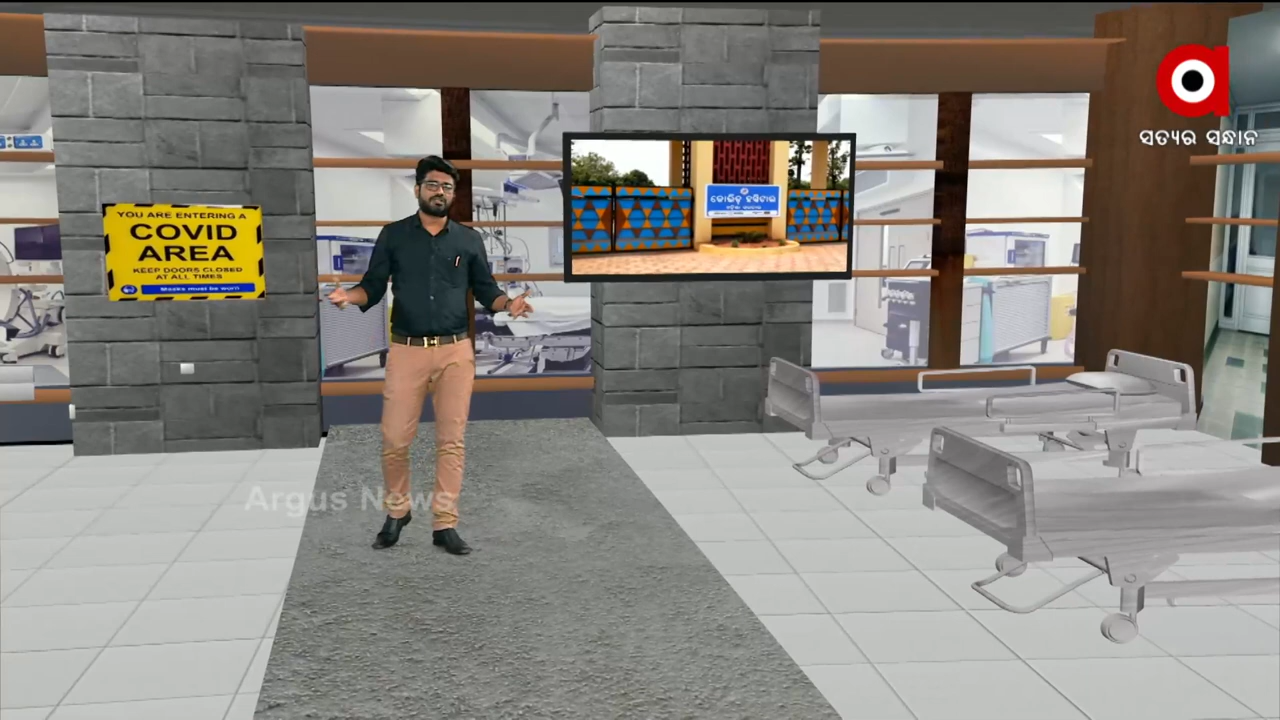 ସତ୍ୟର ସନ୍ଧାନ
YOU ARE ENTERING A
COVID
AREA
KEEP DOORS CLOSED
AT ALL TIMES
Masks must be worn
କୋଭିଡ୍ ହସ୍ପିଟାଲ
Argus News